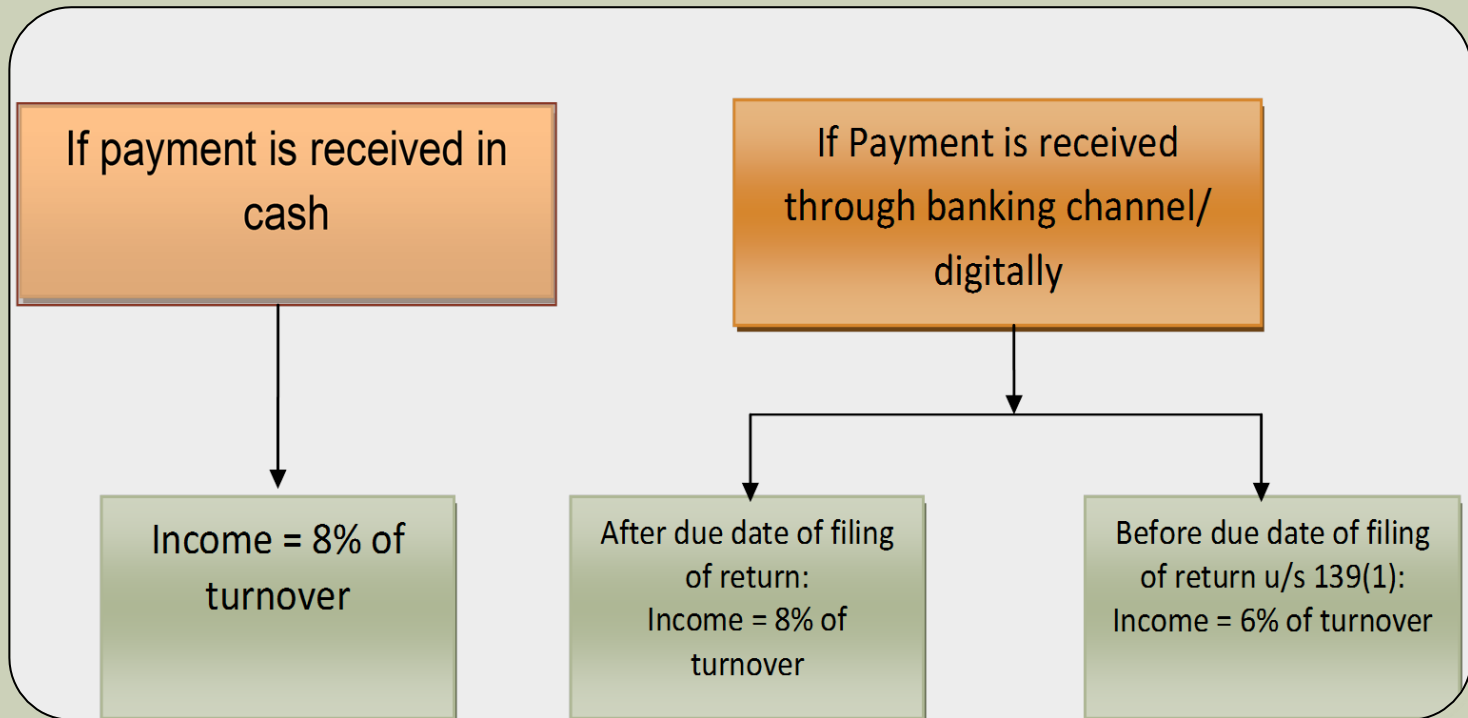 If payment is received in
cash
If Payment is received
through banking channel/
digitally
Income = 8% of
turnover
After due date of filing
of return:
Income = 8% of
turnover
Before due date of filing
of return u/s 139(1):
Income = 6% of turnover